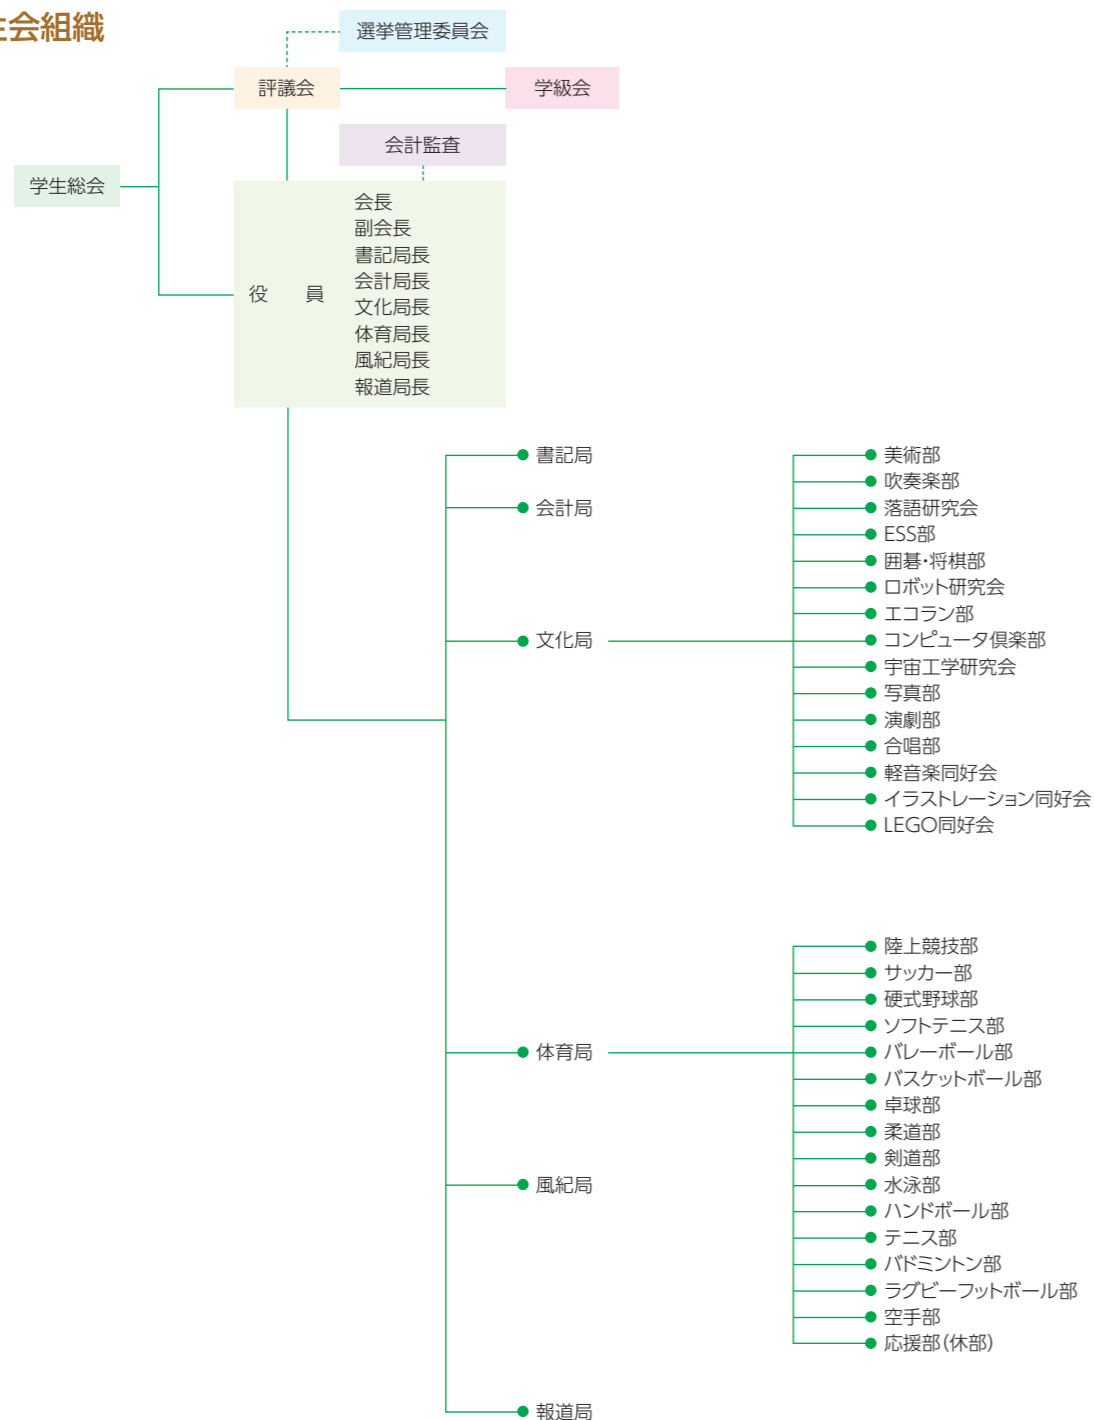 生会組織
選挙管理委員会
評議会
学級会
会計監査
学生総会
役 員
会長
副会長
書記局長
会計局長
文化局長
体育局長
風紀局長
報道局長
書記局
会計局
文化局
美術部
吹奏楽部
落語研究会
ESS部
囲碁・将棋部
ロボット研究会
エコラン部
コンピュータ倶楽部
宇宙工学研究会
写真部
演劇部
合唱部
軽音楽同好会
イラストレーション同好会
LEGO同好会
体育局
陸上競技部
サッカー部
硬式野球部
ソフトテニス部
バレーボール部
バスケットボール部
卓球部
柔道部
剣道部
水泳部
ハンドボール部
テニス部
バドミントン部
ラグビーフットボール部
空手部
応援部(休部)
風紀局
報道局